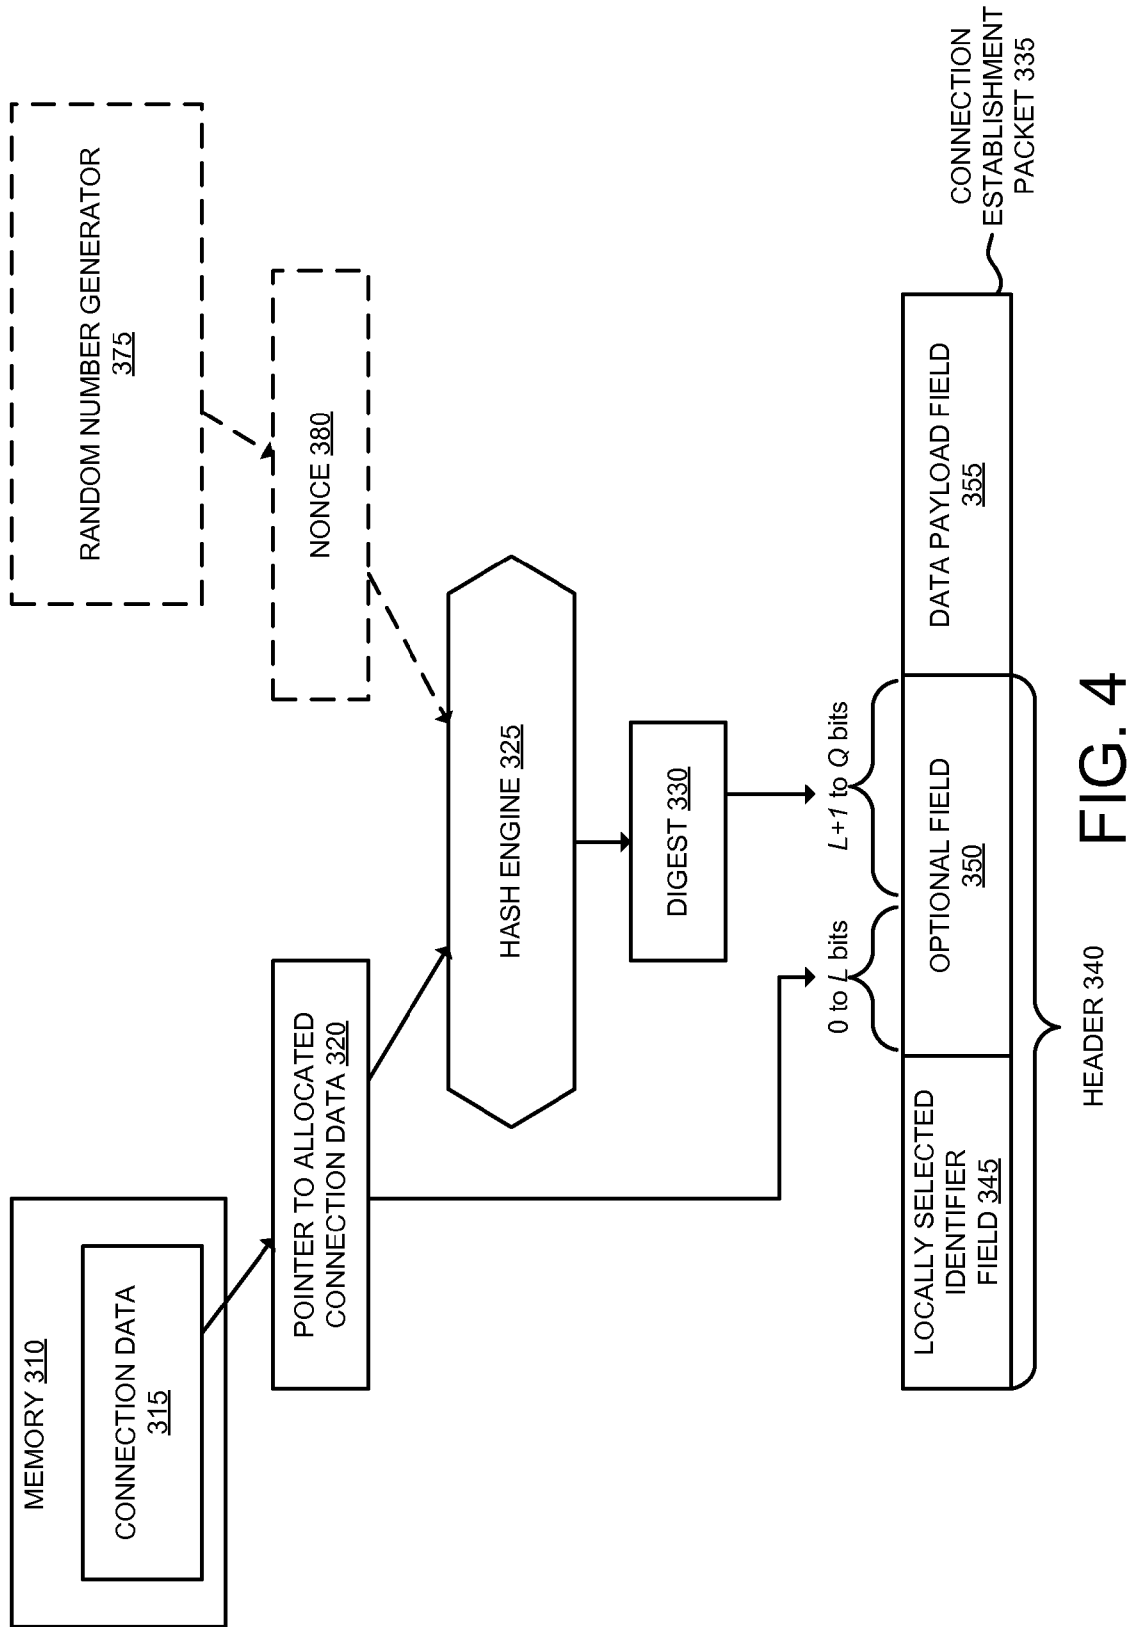 MEMORY 310
CONNECTION DATA
315
RANDOM NUMBER GENERATOR
375
POINTER TO ALLOCATED
CONNECTION DATA 320
NONCE 380
HASH ENGINE 325
DIGEST 330
0 to L bits
L+1 to Q bits
LOCALLY SELECTED
IDENTIFIER
FIELD 345
OPTIONAL FIELD
350
DATA PAYLOAD FIELD
355
CONNECTION
ESTABLISHMENT
PACKET 335
HEADER 340
FIG. 4